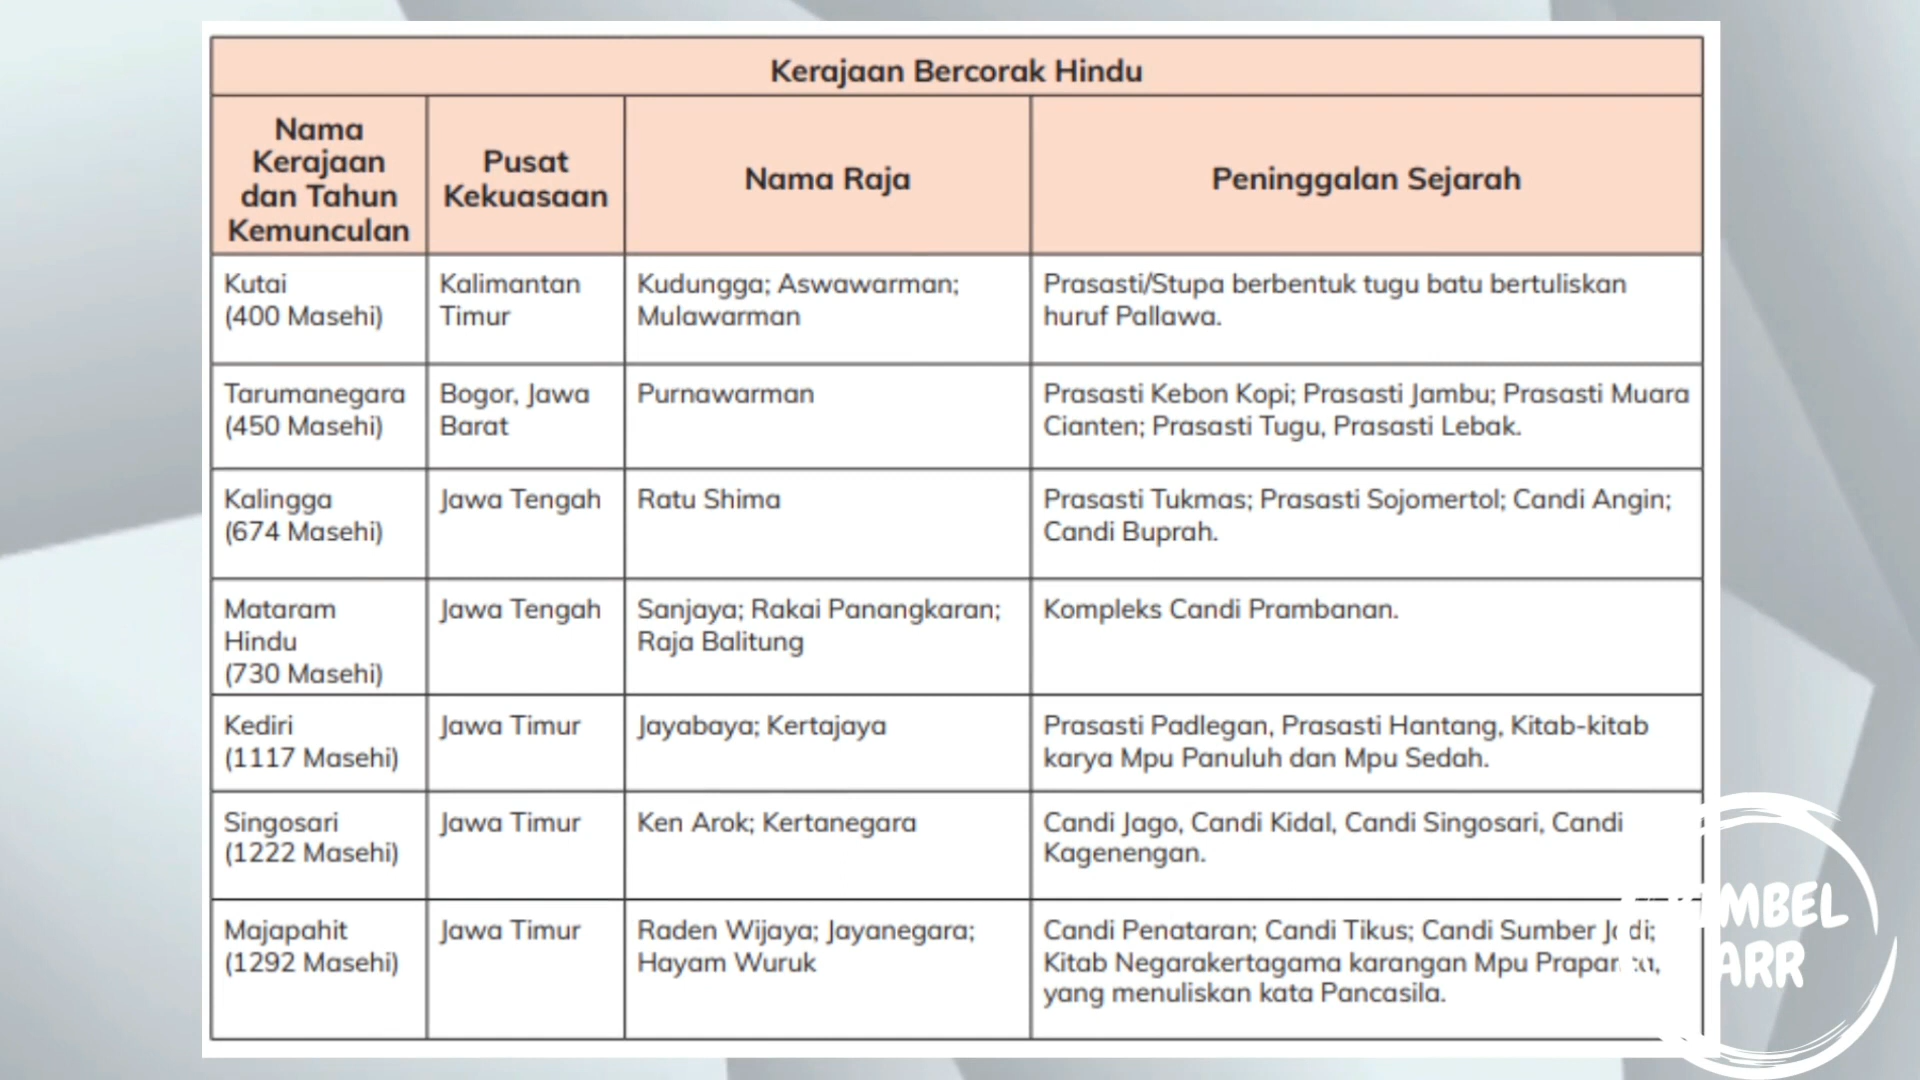 Kerajaan Bercorak Hindu
Nama
Kerajaan
dan Tahun
Kemunculan
Pusat
Kekuasaan
Nama Raja
Peninggalan Sejarah
Kutai
(400 Masehi)
Kalimantan
Timur
Kudungga; Aswawarman;
Mulawarman
Prasasti/Stupa berbentuk tugu batu bertuliskan
huruf Pallawa.
Tarumanegara
(450 Masehi)
Bogor, Jawa
Barat
Purnawarman
Prasasti Kebon Kopi; Prasasti Jambu; Prasasti Muara
Cianten; Prasasti Tugu, Prasasti Lebak.
Kalingga
(674 Masehi)
Jawa Tengah
Ratu Shima
Prasasti Tukmas; Prasasti Sojomertol; Candi Angin;
Candi Buprah.
Mataram
Hindu
(730 Masehi)
Jawa Tengah
Sanjaya; Rakai Panangkaran;
Raja Balitung
Kompleks Candi Prambanan.
Kediri
(1117 Masehi)
Jawa Timur
Jayabaya; Kertajaya
Prasasti Padlegan, Prasasti Hantang, Kitab-kitab
karya Mpu Panuluh dan Mpu Sedah.
Singosari
(1222 Masehi)
Jawa Timur
Ken Arok; Kertanegara
Candi Jago, Candi Kidal, Candi Singosari, Candi
Kagenengan.
Majapahit
(1292 Masehi)
Jawa Timur
Raden Wijaya; Jayanegara;
Hayam Wuruk
Candi Penataran; Candi Tikus; Candi Sumber Jadi;
Kitab Negarakertagama karangan Mpu Prapanca,
yang menuliskan kata Pancasila.